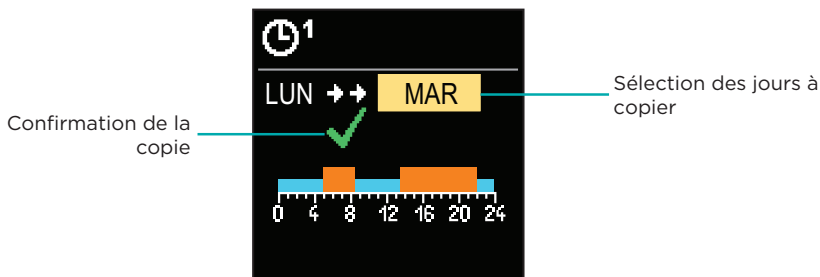 1
LUN MAR
Sélection des jours à
copier
Confirmation de la
copie
0 4 8 12 16 20 24